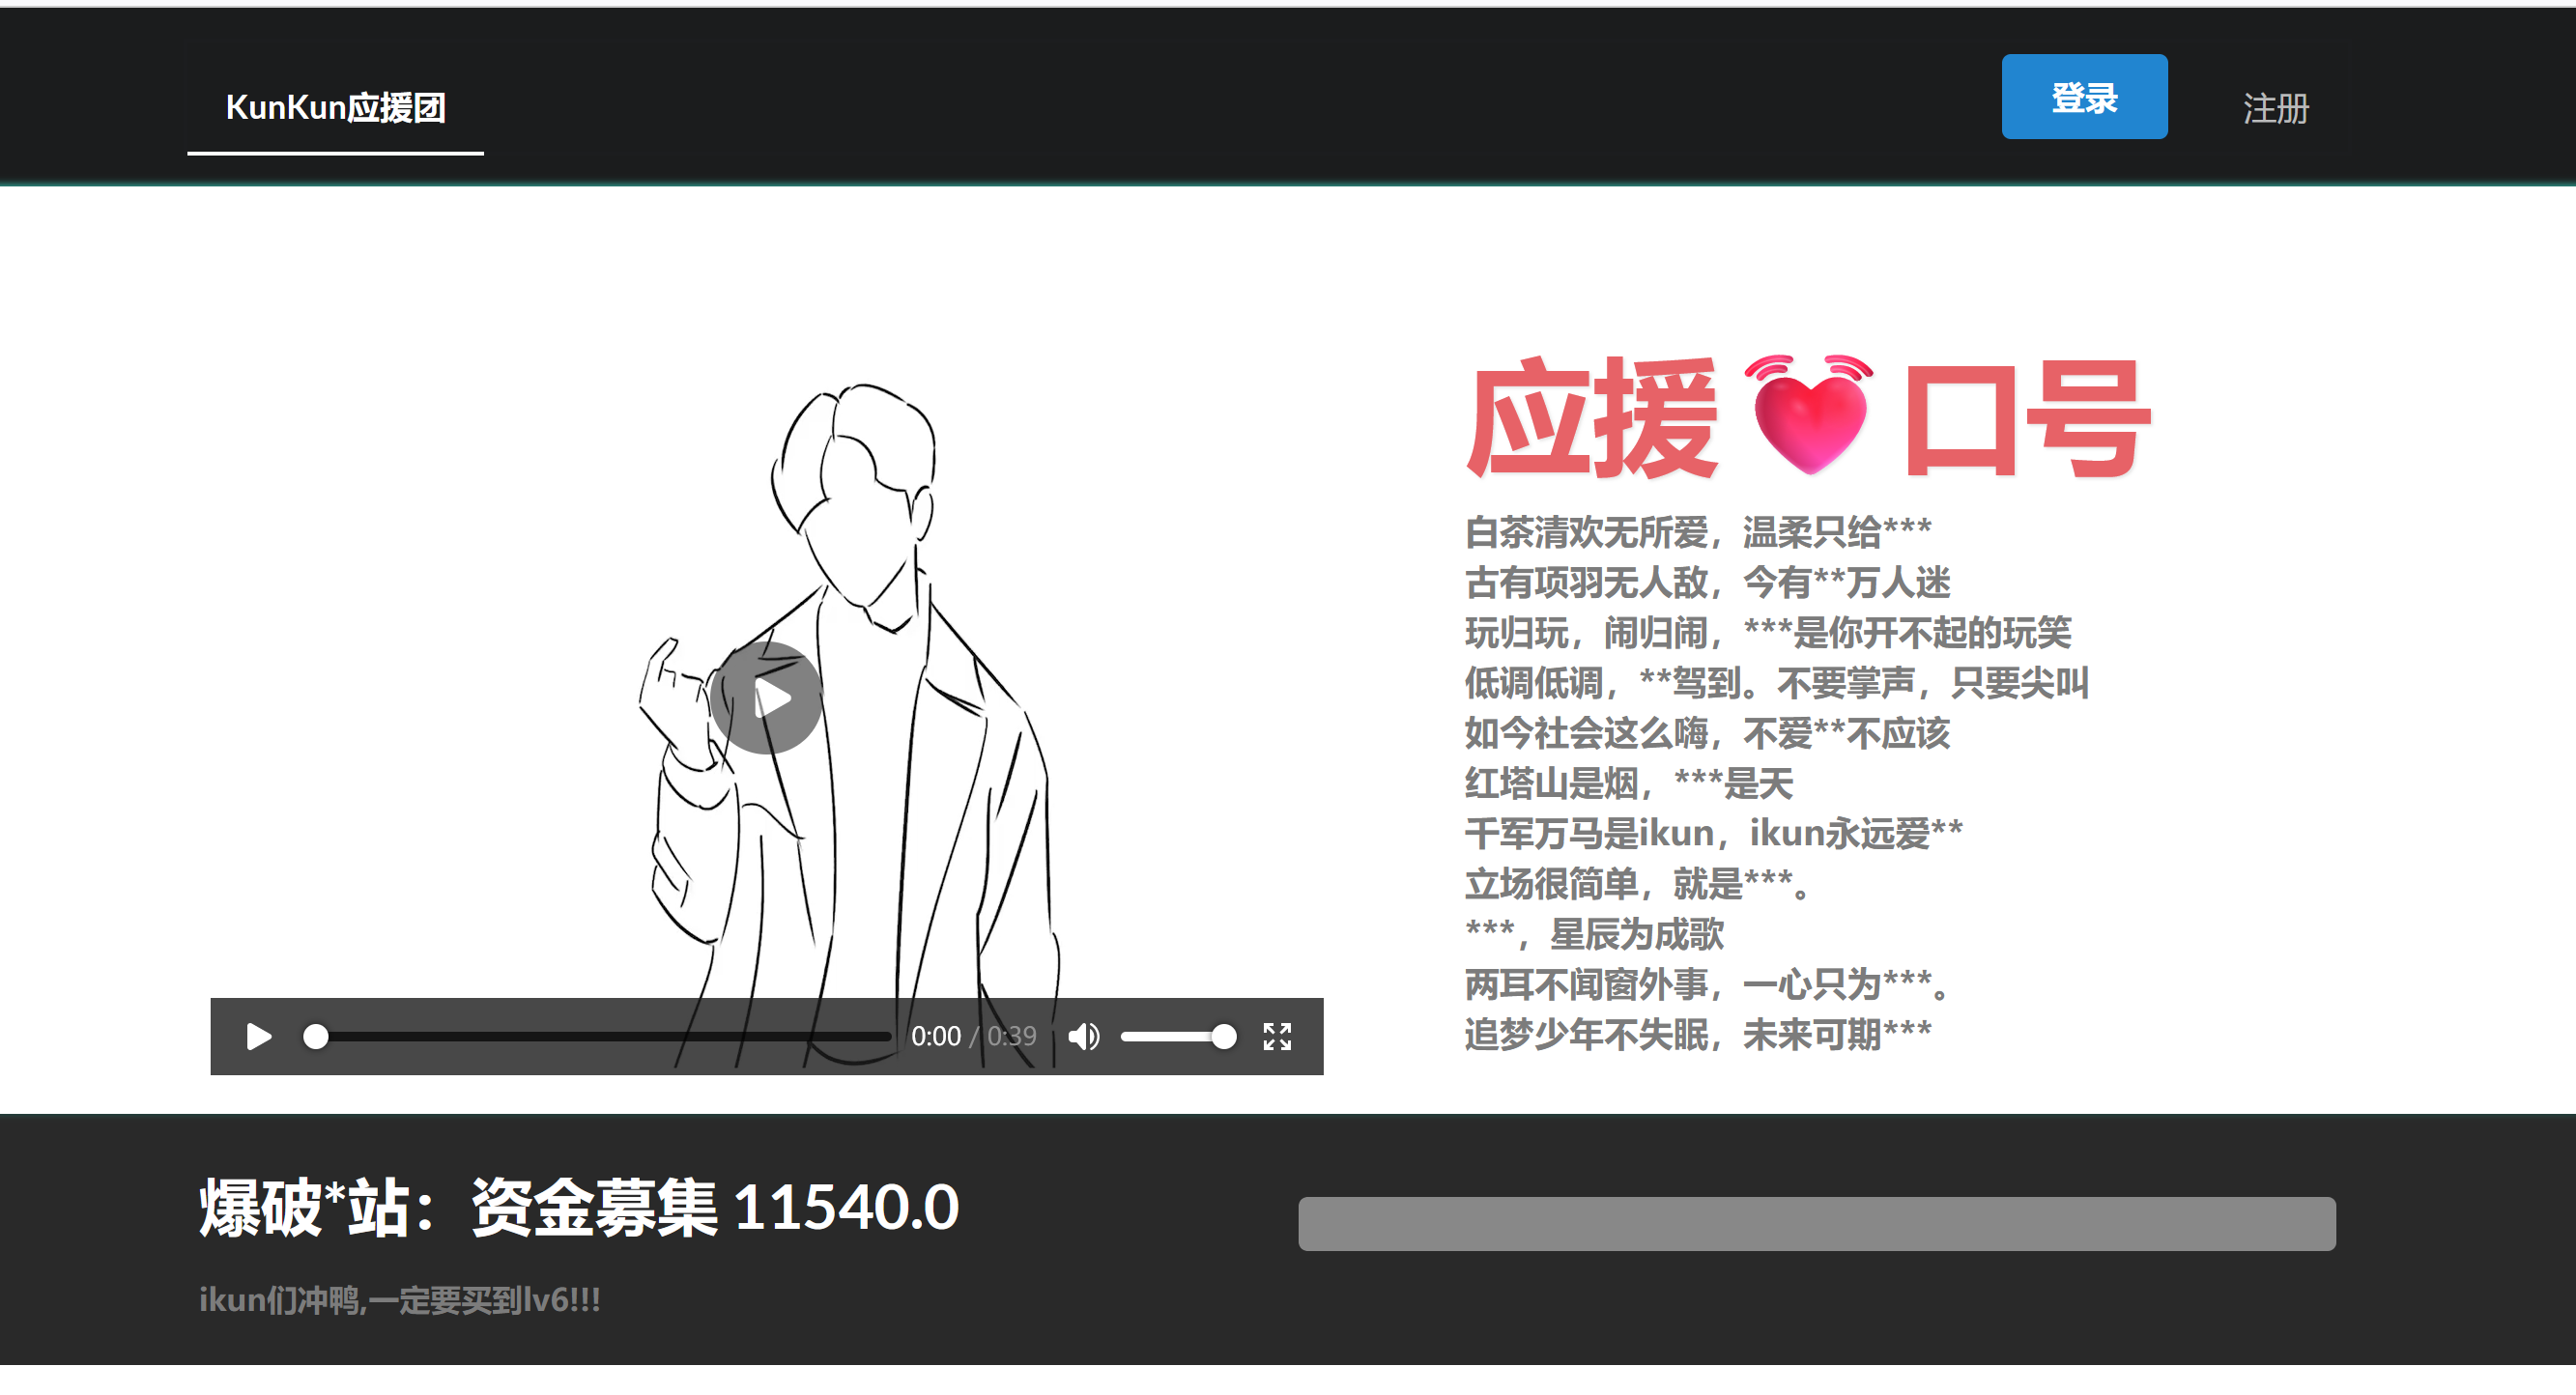 KunKun应援团
登录
注册
应援💓口号
白茶清欢无所爱，温柔只给***
古有项羽无人敌，今有**万人迷
玩归玩，闹归闹，***是你开不起的玩笑
低调低调，**驾到。不要掌声，只要尖叫
如今社会这么嗨，不爱**不应该
红塔山是烟，***是天
千军万马是ikun，ikun永远爱**
立场很简单，就是***。
***，星辰为成歌
两耳不闻窗外事，一心只为***。
追梦少年不失眠，未来可期***
0:00 / 0:39
爆破*站：资金募集 11540.0
ikun们冲鸭,一定要买到lv6!!!